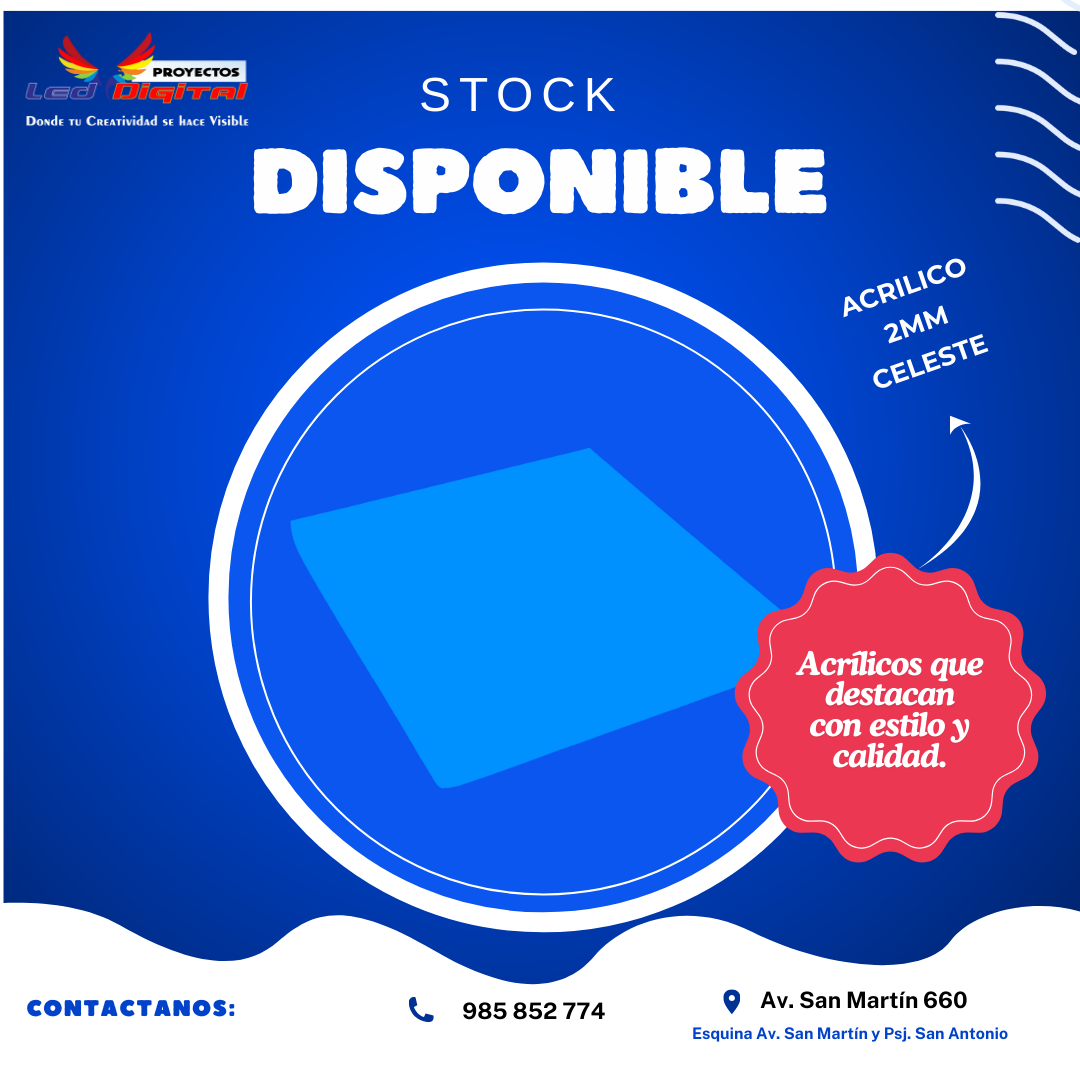 PROYECTOS
Led Digital
Donde tu Creatividad se hace Visible
STOCK
DISPONIBLE
ACRILICO
2MM
CELESTE
Acrílicos que
destacan
con estilo y
calidad.
CONTACTANOS:
985 852 774
Av. San Martín 660
Esquina Av. San Martín y Psj. San Antonio